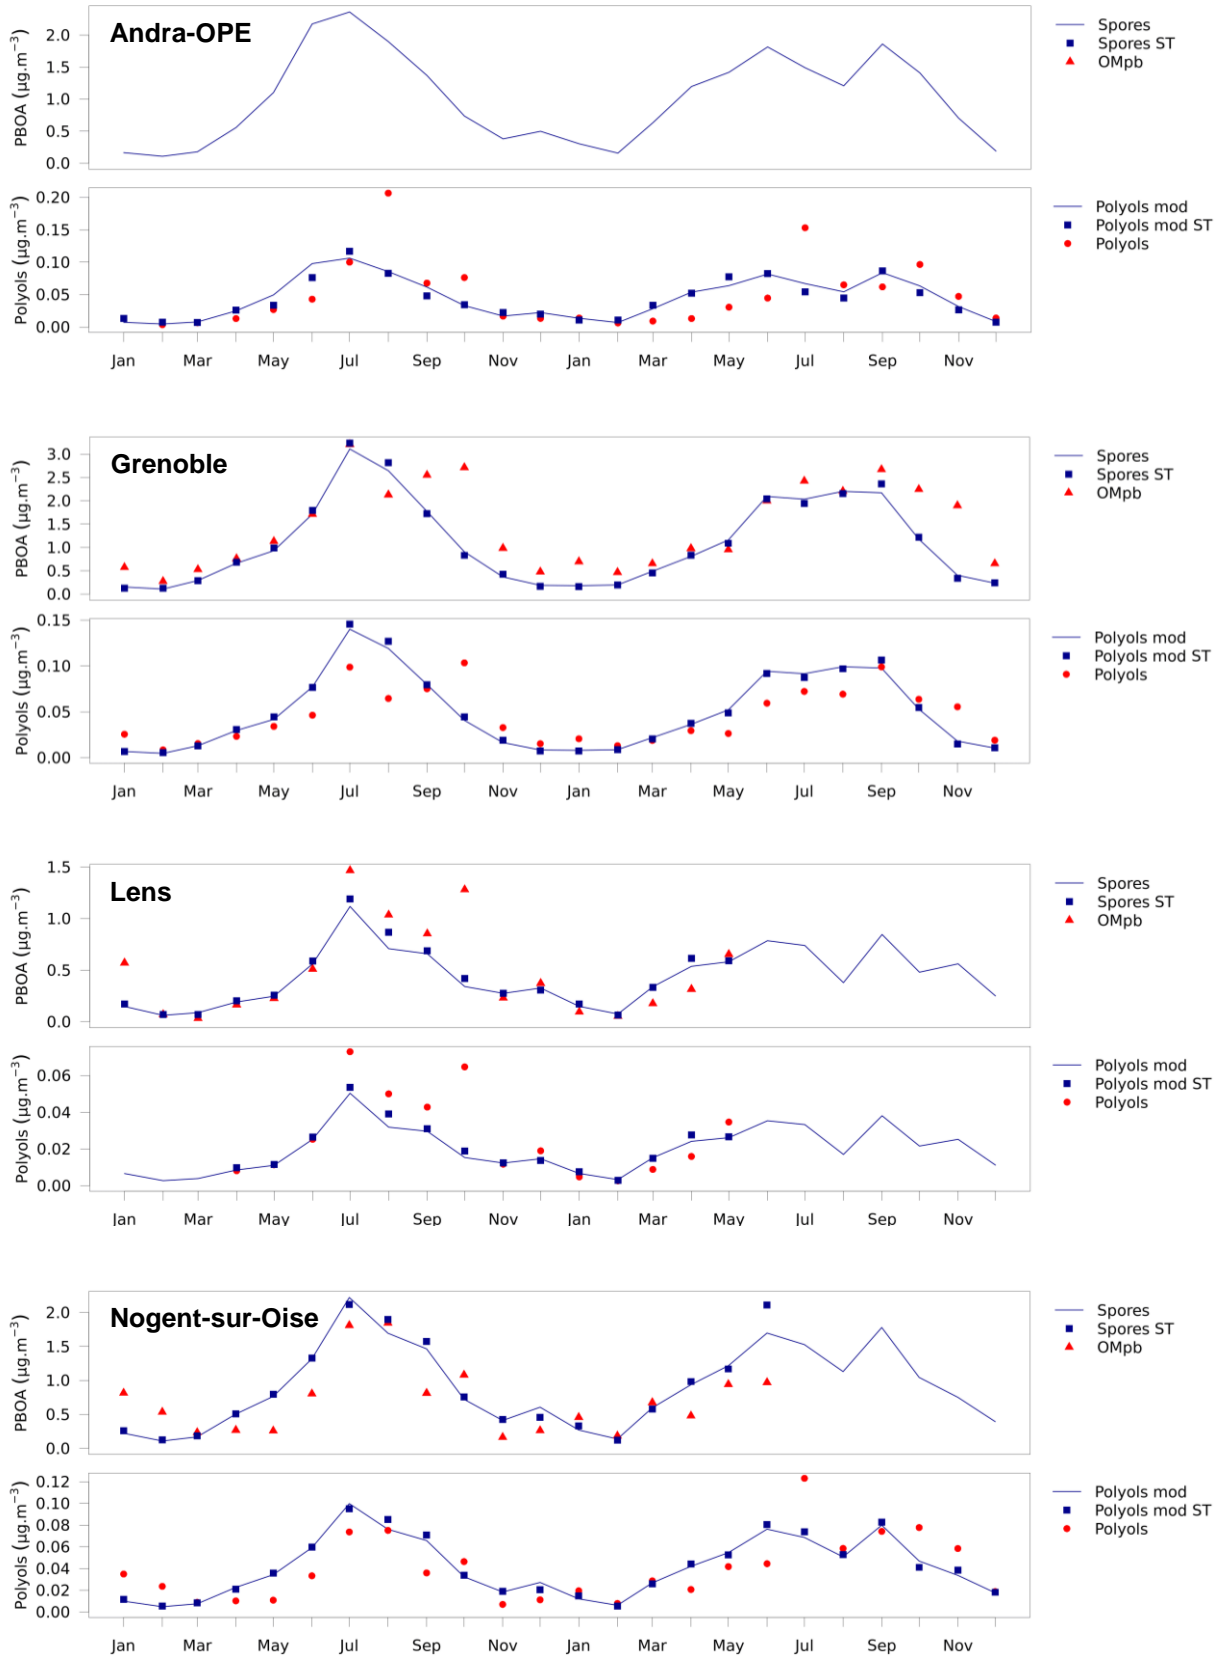 Andra-OPE
PBOA (µg.m⁻³)
2.0
1.5
1.0
0.5
0.0
Spores
Spores ST
OMpb
Polyols (µg.m⁻³)
0.20
0.15
0.10
0.05
0.00
Polyols mod
Polyols mod ST
Polyols
Jan Mar May Jul Sep Nov Jan Mar May Jul Sep Nov
Grenoble
PBOA (µg.m⁻³)
3.0
2.5
2.0
1.5
1.0
0.5
0.0
Spores
Spores ST
OMpb
Polyols (µg.m⁻³)
0.15
0.10
0.05
0.00
Polyols mod
Polyols mod ST
Polyols
Jan Mar May Jul Sep Nov Jan Mar May Jul Sep Nov
Lens
PBOA (µg.m⁻³)
1.5
1.0
0.5
0.0
Spores
Spores ST
OMpb
Polyols (µg.m⁻³)
0.06
0.04
0.02
0.00
Polyols mod
Polyols mod ST
Polyols
Jan Mar May Jul Sep Nov Jan Mar May Jul Sep Nov
Nogent-sur-Oise
PBOA (µg.m⁻³)
2.0
1.5
1.0
0.5
0.0
Spores
Spores ST
OMpb
Polyols (µg.m⁻³)
0.12
0.10
0.08
0.06
0.04
0.02
0.00
Polyols mod
Polyols mod ST
Polyols
Jan Mar May Jul Sep Nov Jan Mar May Jul Sep Nov